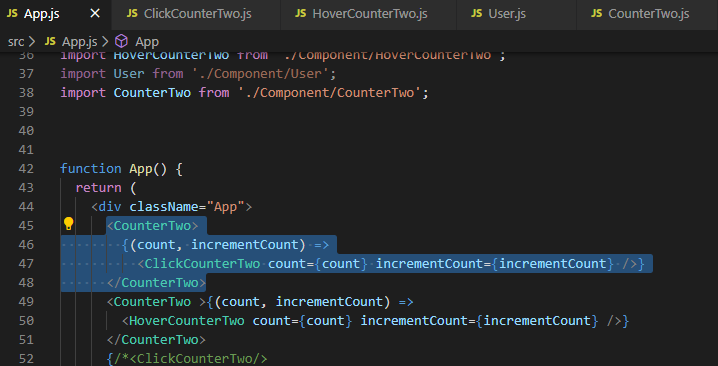 JS App.js × JS ClickCounterTwo.js JS HoverCounterTwo.js JS User.js JS CounterTwo.js
src > JS App.js > App
36 import HoverCounterTwo from './Component/HoverCounterTwo';
37 import User from './Component/User';
38 import CounterTwo from './Component/CounterTwo';
39
40
41
42 function App() {
43 return (
44 <div className="App">
45 <CounterTwo>
46 {(count, incrementCount) =>
47 <ClickCounterTwo count={count} incrementCount={incrementCount} />}
48 </CounterTwo>
49 <CounterTwo >{(count, incrementCount) =>
50 <HoverCounterTwo count={count} incrementCount={incrementCount} />}
51 </CounterTwo>
52 {/*<ClickCounterTwo/>